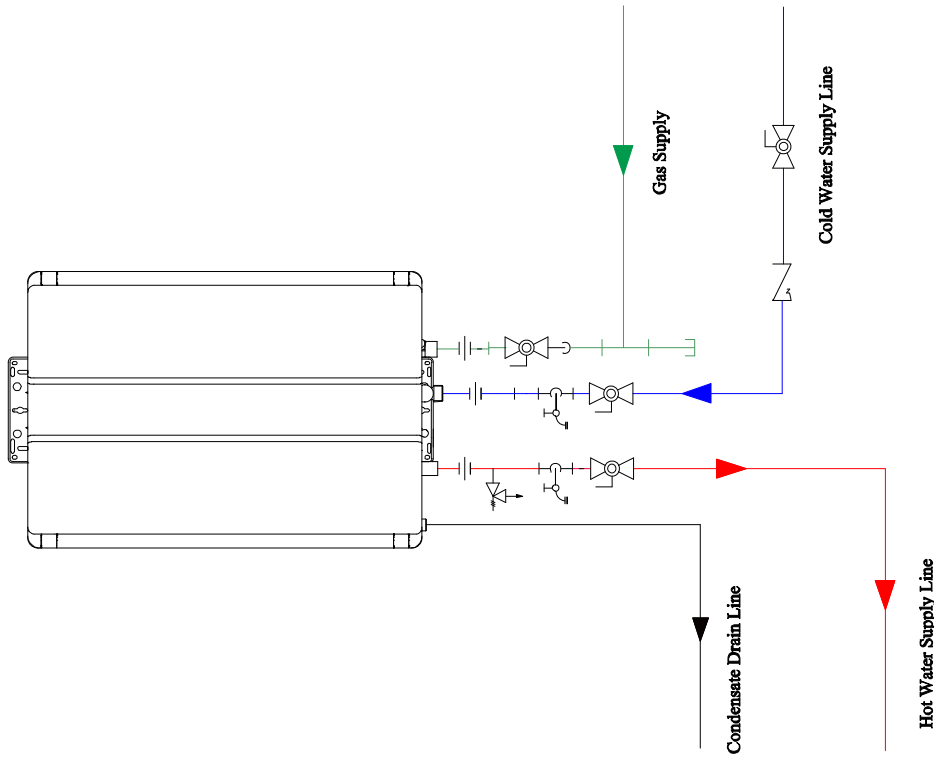 Gas Supply
Cold Water Supply Line
Condensate Drain Line
Hot Water Supply Line